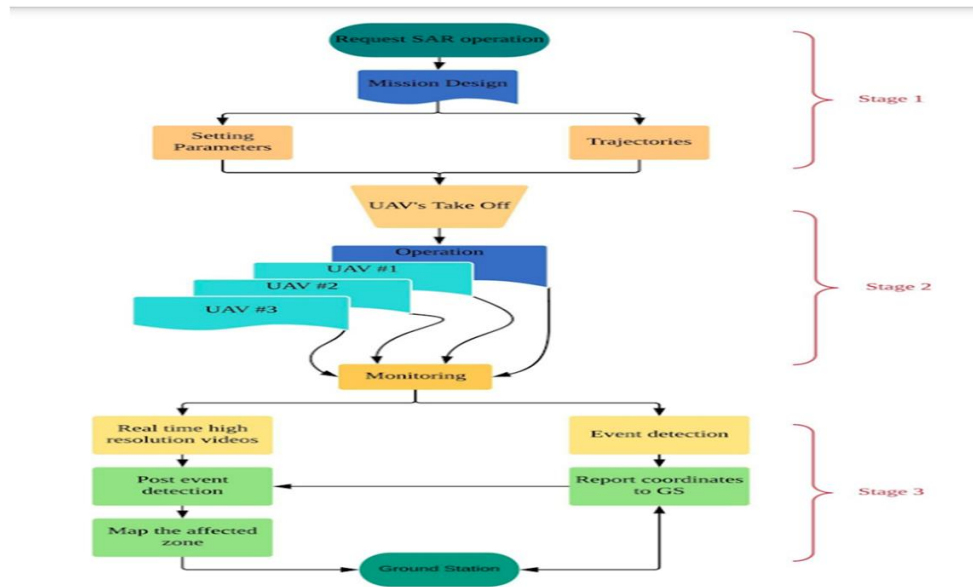 Request SAR operation
Mission Design
Setting
Parameters
Trajectories
Stage 1
UAV's Take Off
Operation
UAV #1
UAV #2
UAV #3
Stage 2
Monitoring
Real time high
resolution videos
Event detection
Post event
detection
Report coordinates
to GS
Stage 3
Map the affected
zone
Ground Station